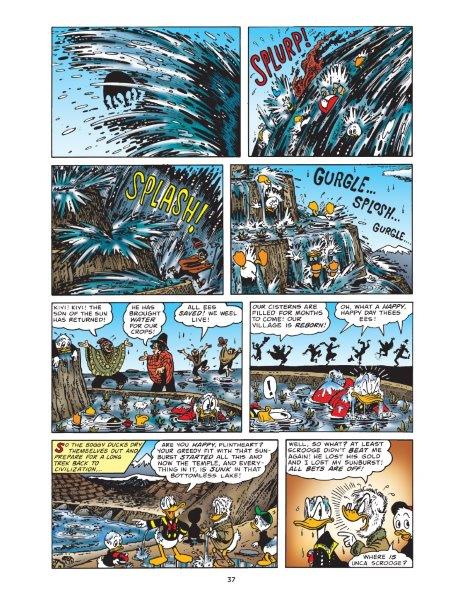 SPLURP!
SPLASH!
GURGLE...
SPLOSH...
GURGLE...
KIVI! KIVI! THE
SON OF THE SUN
HAS RETURNED!
HE HAS
BROUGHT
WATER
FOR OUR
CROPS!
ALL EES
SAVED! WE WEEL
LIVE!
OUR CISTERNS ARE
FILLED FOR MONTHS
TO COME! OUR
VILLAGE IS REBORN!
OH, WHAT A HAPPY,
HAPPY DAY THEES
EES!
!
SO THE SOGGY DUCKS DRY
THEMSELVES OUT AND
PREPARE FOR A LONG
TREK BACK TO
CIVILIZATION...
ARE YOU HAPPY, FLINTHEART?
YOUR GREEDY FIT WITH THAT SUN-
BURST STARTED ALL THIS AND
NOW THE TEMPLE, AND EVERY-
THING IN IT, IS JUNK IN THAT
BOTTOMLESS LAKE!
WELL, SO WHAT? AT LEAST
SCROOGE DIDN'T BEAT ME
AGAIN! HE LOST HIS GOLD
AND I LOST MY SUNBURST!
ALL BETS ARE OFF!
WHERE IS
UNCA SCROOGE?
37